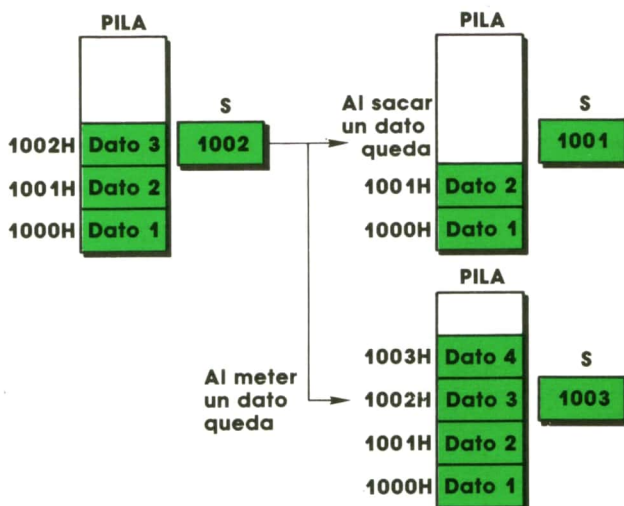 PILA
S
1002H Dato 3 1002
1001H Dato 2
1000H Dato 1
Al sacar
un dato
queda
PILA
S
1001
1001H Dato 2
1000H Dato 1
Al meter
un dato
queda
PILA
1003H Dato 4
S
1002H Dato 3 1003
1001H Dato 2
1000H Dato 1